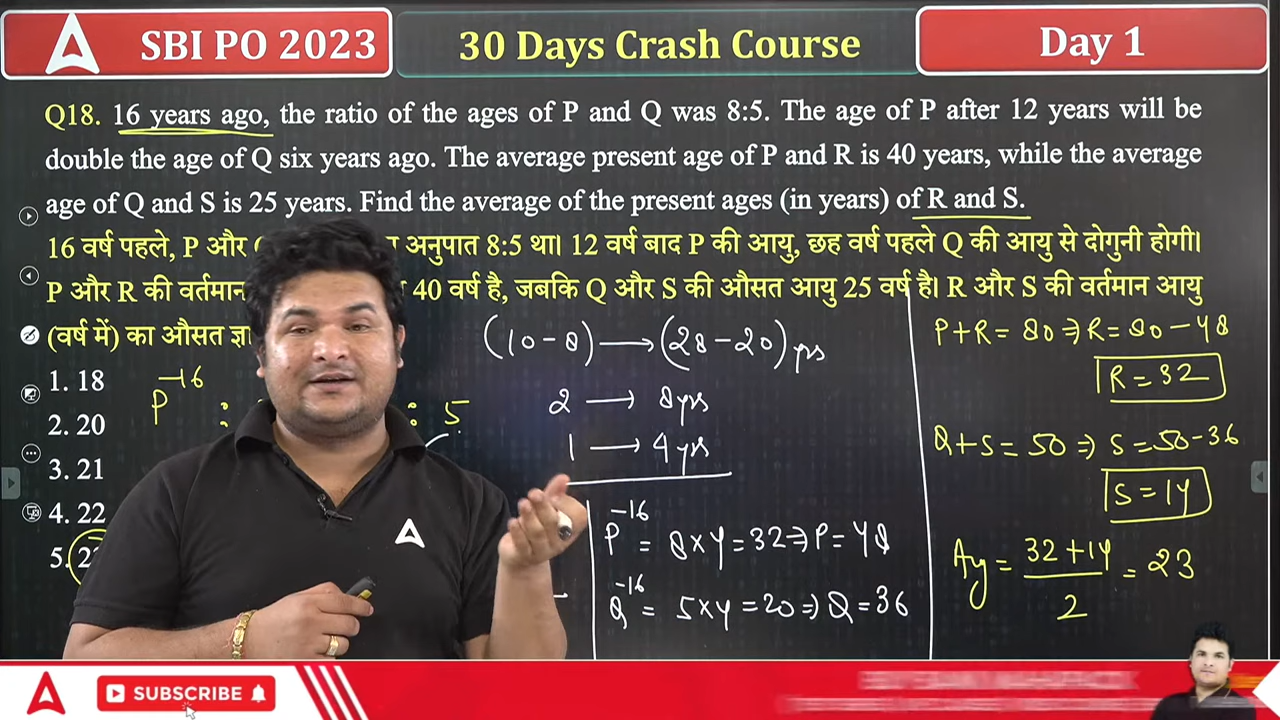 SBI PO 2023
30 Days Crash Course
Day 1
Q18. 16 years ago, the ratio of the ages of P and Q was 8:5. The age of P after 12 years will be
double the age of Q six years ago. The average present age of P and R is 40 years, while the average
age of Q and S is 25 years. Find the average of the present ages (in years) of R and S.
16 वर्ष पहले, P और अनुपात 8:5 था। 12 वर्ष बाद P की आयु, छह वर्ष पहले Q की आयु से दोगुनी होगी।
P और R की वर्तमान 40 वर्ष है, जबकि Q और S की औसत आयु 25 वर्ष है। R और S की वर्तमान आयु
(वर्ष में) का औसत
1. 18
2. 20
3. 21
4. 22
5.
P -16 : : 5
(10-8) → (28-20) yrs
2 → 8 yrs
1 → 4 yrs
P -16 = 8×4 = 32 ⇒ P = 48
Q -16 = 5×4 = 20 ⇒ Q = 36
P+R = 80 ⇒ R = 80-48
R = 32
Q+S = 50 ⇒ S = 50-36
S = 14
Avg = 32+14 / 2 = 23
SUBSCRIBE